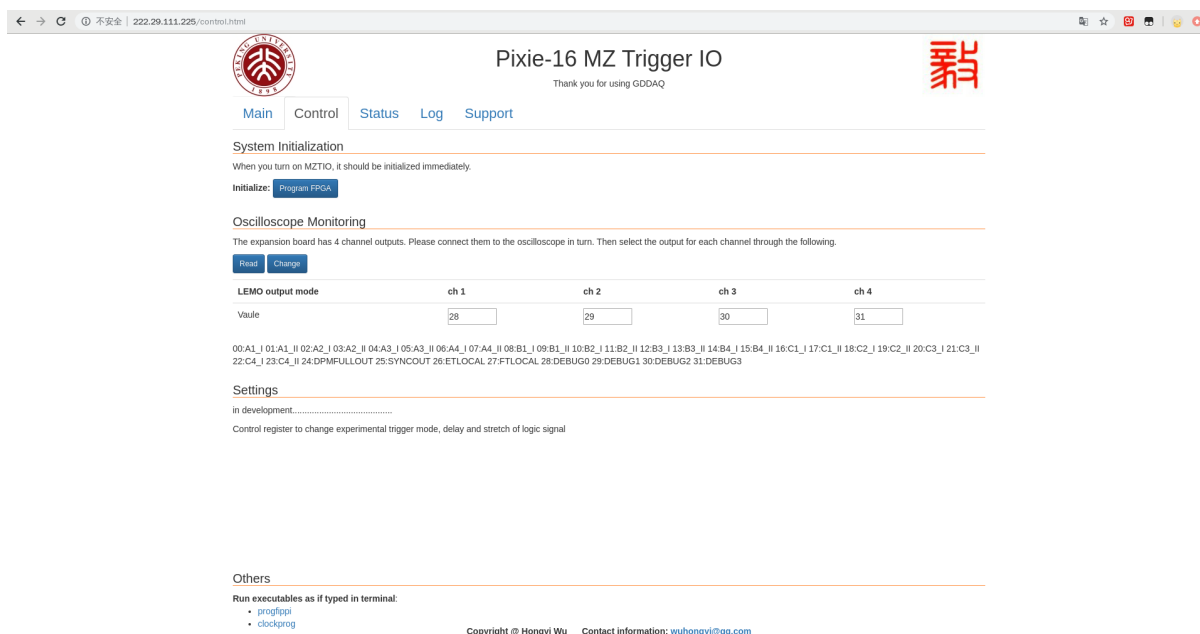 不安全 | 222.29.111.225/control.html
PEKING UNIVERSITY
1898
Pixie-16 MZ Trigger IO
Thank you for using GDDAQ
Main Control Status Log Support
System Initialization
When you turn on MZTIO, it should be initialized immediately.
Initialize: Program FPGA
Oscilloscope Monitoring
The expansion board has 4 channel outputs. Please connect them to the oscilloscope in turn. Then select the output for each channel through the following.
Read Change
LEMO output mode ch 1 ch 2 ch 3 ch 4
Vaule 28 29 30 31
00:A1_I 01:A1_II 02:A2_I 03:A2_II 04:A3_I 05:A3_II 06:A4_I 07:A4_II 08:B1_I 09:B1_II 10:B2_I 11:B2_II 12:B3_I 13:B3_II 14:B4_I 15:B4_II 16:C1_I 17:C1_II 18:C2_I 19:C2_II 20:C3_I 21:C3_II
22:C4_I 23:C4_II 24:DPMFULLOUT 25:SYNCOUT 26:ETLOCAL 27:FTLOCAL 28:DEBUG0 29:DEBUG1 30:DEBUG2 31:DEBUG3
Settings
in development........................................
Control register to change experimental trigger mode, delay and stretch of logic signal
Others
Run executables as if typed in terminal:
• progfippi
• clockprog
Copyright @ Hongyi Wu Contact information: wuhongyi@qq.com